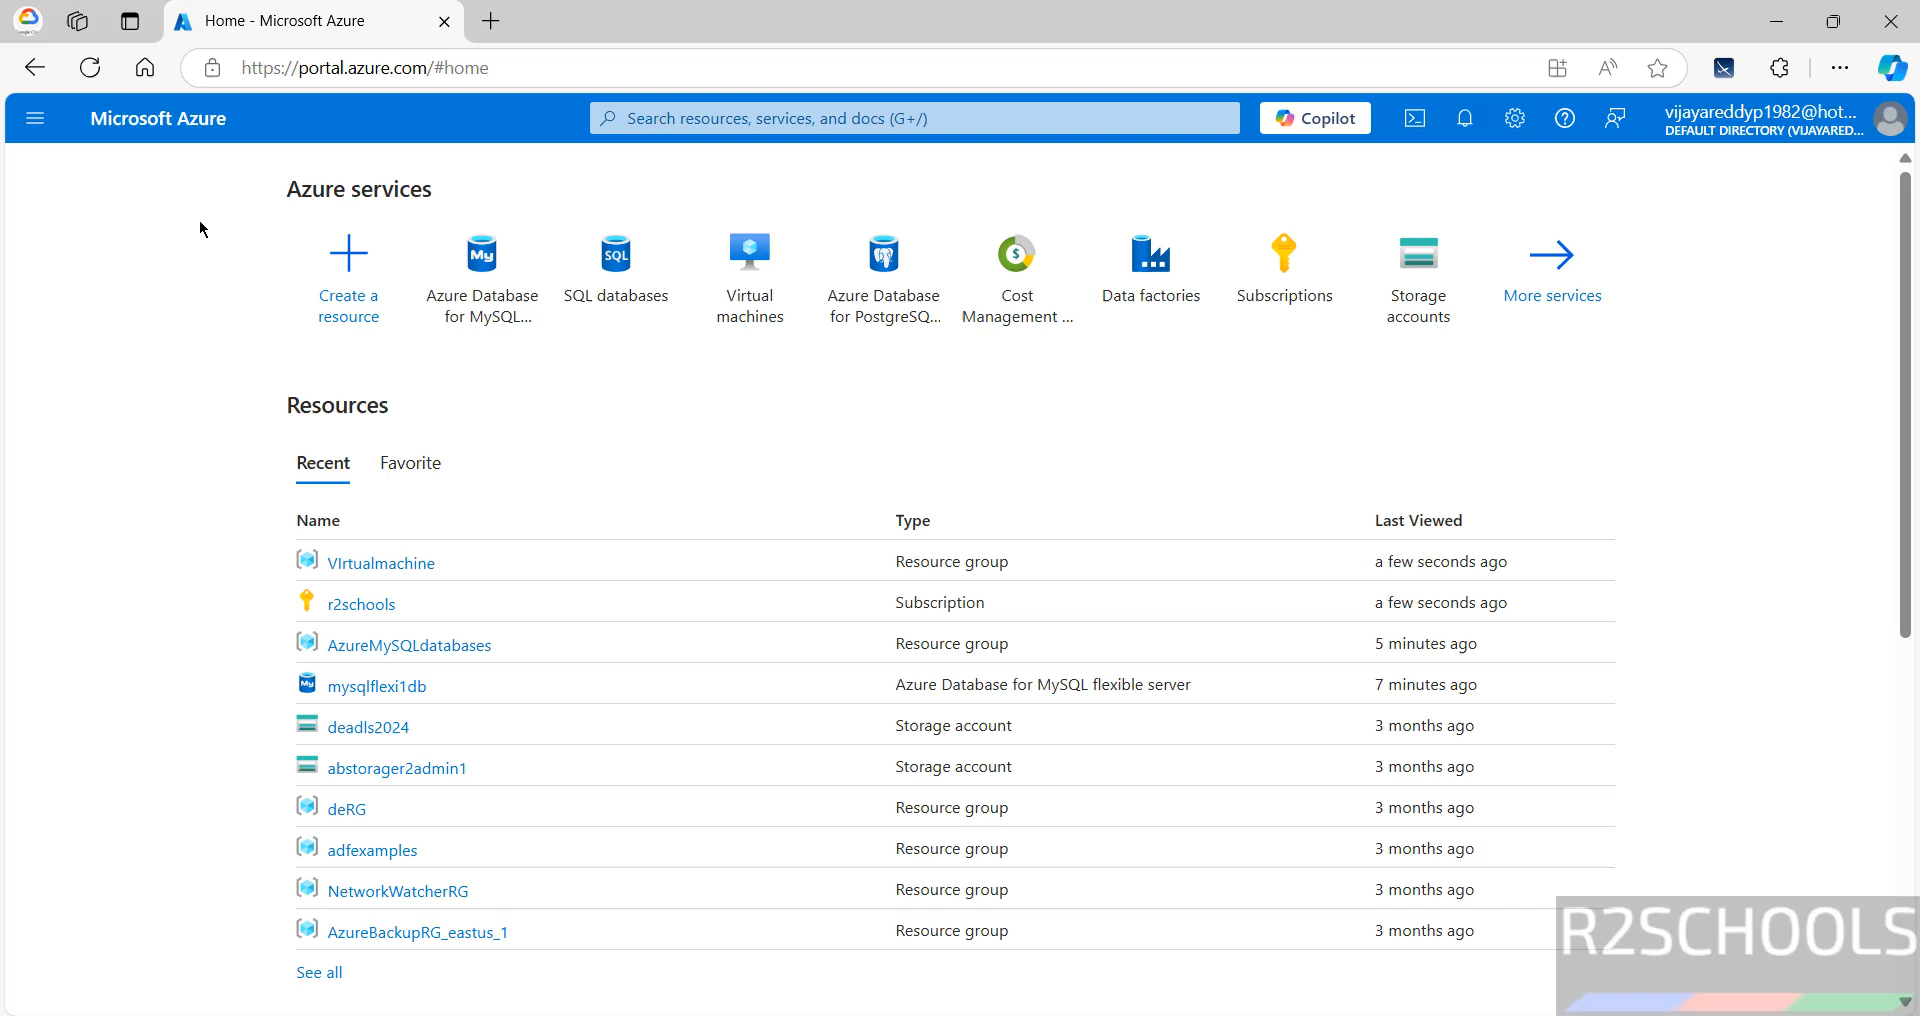 Home - Microsoft Azure
https://portal.azure.com/#home
Microsoft Azure
Search resources, services, and docs (G+/)
Copilot
vijayareddyp1982@hot...
DEFAULT DIRECTORY (VIJAYARED...
Azure services
Create a
resource
My
Azure Database
for MySQL...
SQL
SQL databases
Virtual
machines
Azure Database
for PostgreSQ...
$
Cost
Management ...
Data factories
Subscriptions
Storage
accounts
More services
Resources
Recent Favorite
Name Type Last Viewed
VIrtualmachine Resource group a few seconds ago
r2schools Subscription a few seconds ago
AzureMySQLdatabases Resource group 5 minutes ago
My mysqlflexi1db Azure Database for MySQL flexible server 7 minutes ago
deadls2024 Storage account 3 months ago
abstorager2admin1 Storage account 3 months ago
deRG Resource group 3 months ago
adfexamples Resource group 3 months ago
NetworkWatcherRG Resource group 3 months ago
AzureBackupRG_eastus_1 Resource group 3 months ago
See all
R2SCHOOLS